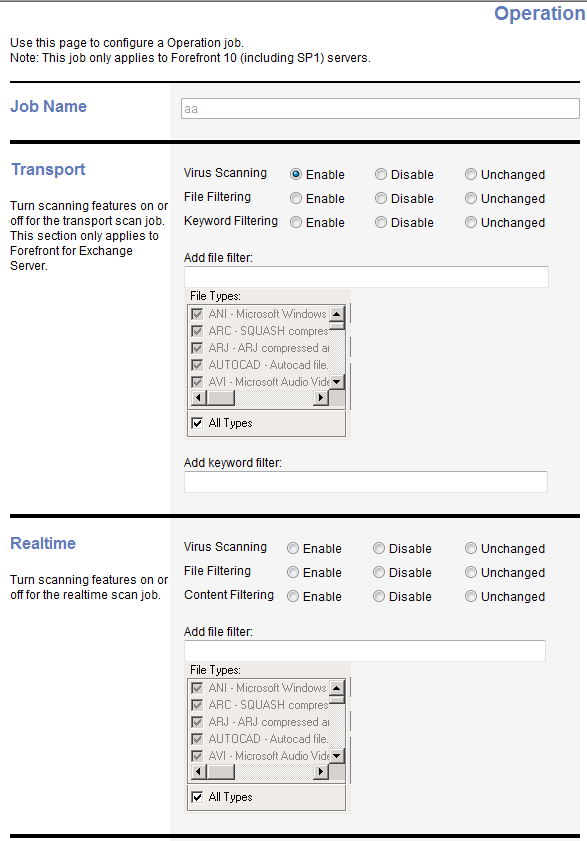 Operation
Use this page to configure a Operation job.
Note: This job only applies to Forefront 10 (including SP1) servers.
Job Name
aa
Transport
Turn scanning features on or
off for the transport scan job.
This section only applies to
Forefront for Exchange
Server.
Virus Scanning Enable Disable Unchanged
File Filtering Enable Disable Unchanged
Keyword Filtering Enable Disable Unchanged
Add file filter:
File Types:
ANI - Microsoft Windows
ARC - SQUASH compres
ARJ - ARJ compressed ar
AUTOCAD - Autocad file.
AVI - Microsoft Audio Vide
All Types
Add keyword filter:
Realtime
Turn scanning features on or
off for the realtime scan job.
Virus Scanning Enable Disable Unchanged
File Filtering Enable Disable Unchanged
Content Filtering Enable Disable Unchanged
Add file filter:
File Types:
ANI - Microsoft Windows
ARC - SQUASH compres
ARJ - ARJ compressed ar
AUTOCAD - Autocad file.
AVI - Microsoft Audio Vide
All Types